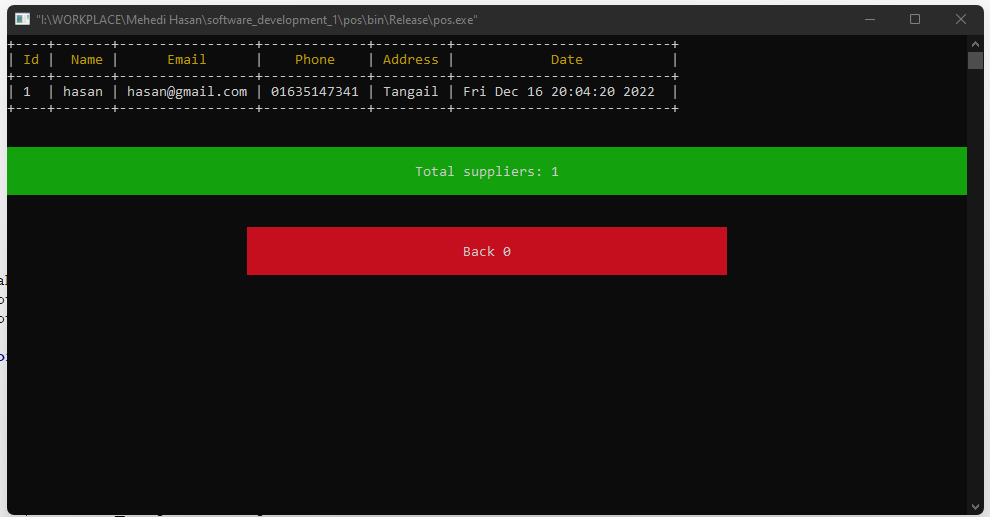 "I:\WORKPLACE\Mehedi Hasan\software_development_1\pos\bin\Release\pos.exe"
+----+-------+-----------------+-------------+---------+---------------------------+
| Id |  Name |      Email      |    Phone    | Address |            Date           |
+----+-------+-----------------+-------------+---------+---------------------------+
| 1  | hasan | hasan@gmail.com | 01635147341 | Tangail | Fri Dec 16 20:04:20 2022  |
+----+-------+-----------------+-------------+---------+---------------------------+
Total suppliers: 1
Back 0